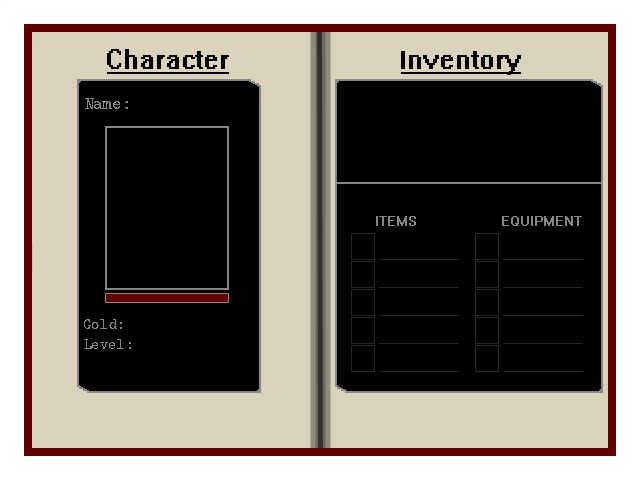 Character
Name:
Gold:
Level:
Inventory
ITEMS
EQUIPMENT